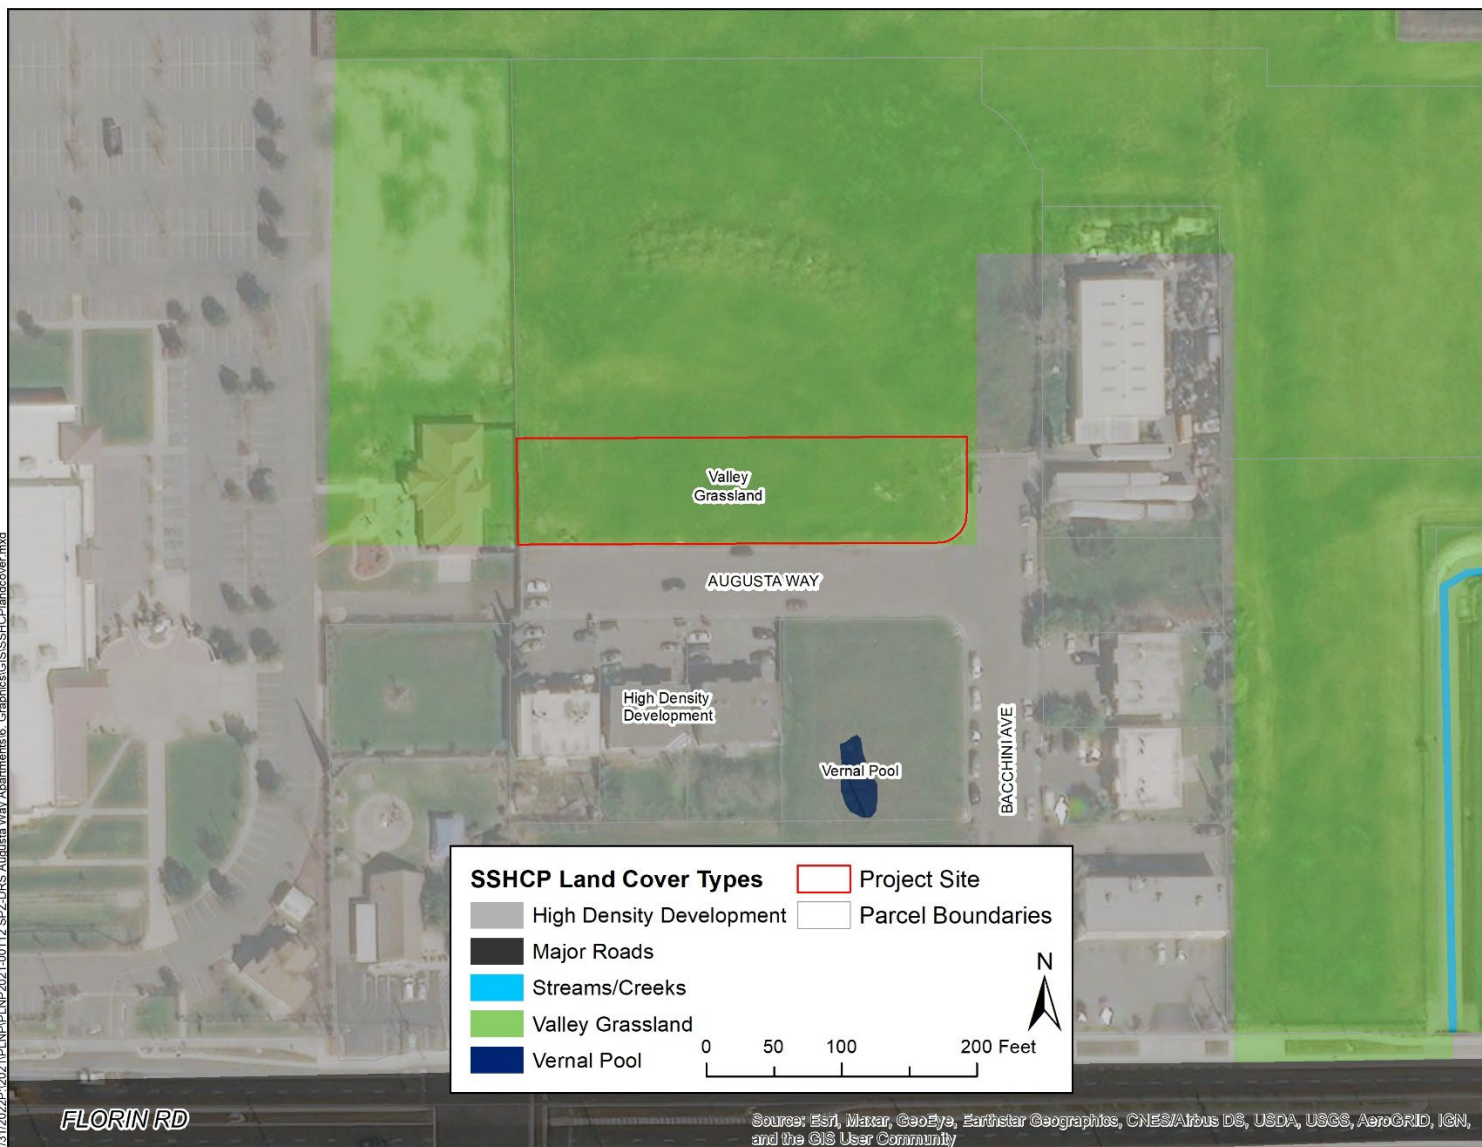 Valley
Grassland
AUGUSTA WAY
High Density
Development
Vernal Pool
BACCHINI AVE
SSHCP Land Cover Types
High Density Development
Major Roads
Streams/Creeks
Valley Grassland
Vernal Pool
Project Site
Parcel Boundaries
N
0 50 100 200 Feet
FLORIN RD
Source: Esri, Maxar, GeoEye, Earthstar Geographics, CNES/Airbus DS, USDA, USGS, AeroGRID, IGN,
and the GIS User Community